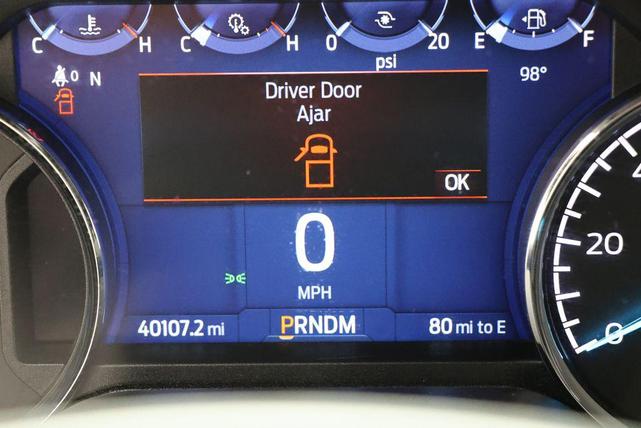 C H C H 0 20 E F
psi
0 N 98°
Driver Door
Ajar
OK
0
MPH
20
0
40107.2 mi PRNDM 80 mi to E